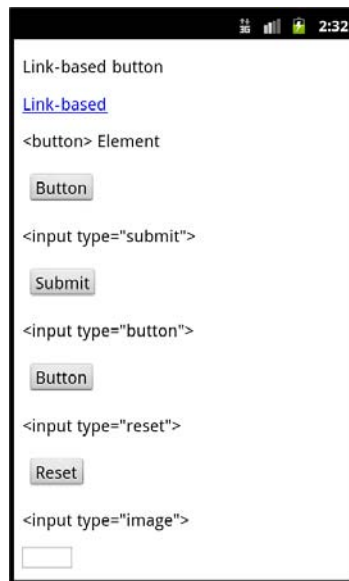 3G 2:32
Link-based button
Link-based
<button> Element
Button
<input type="submit">
Submit
<input type="button">
Button
<input type="reset">
Reset
<input type="image">